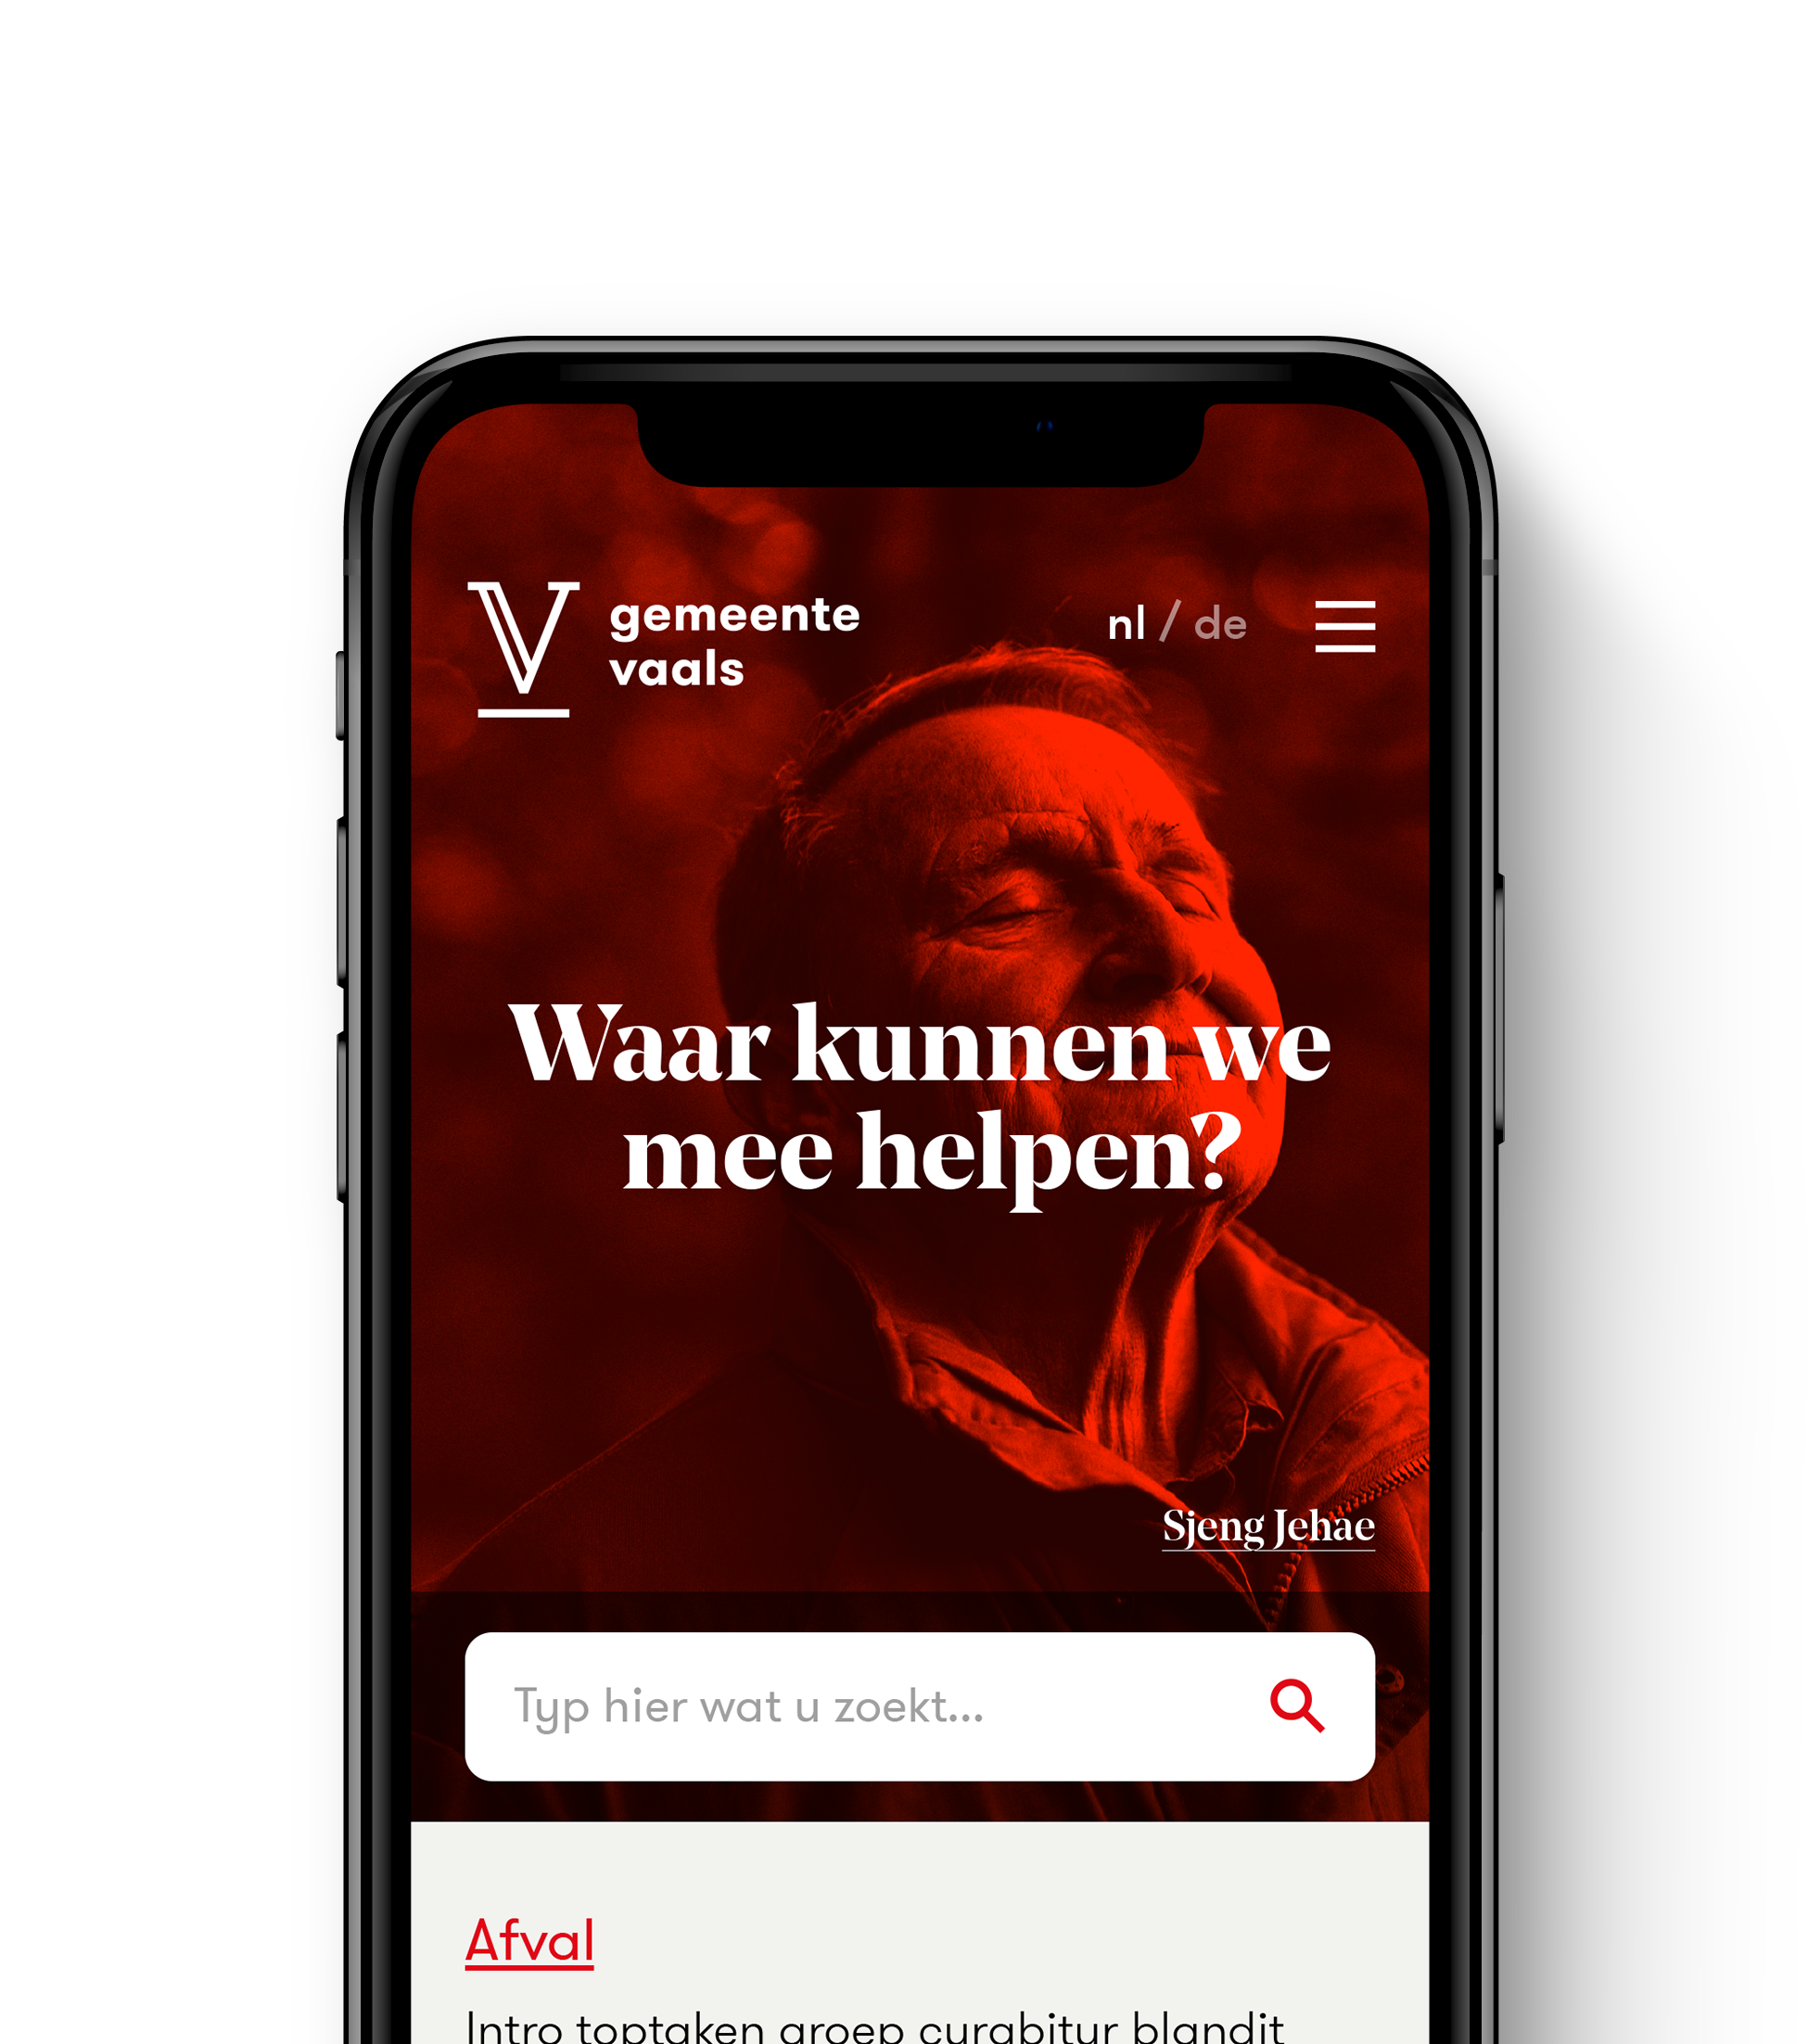 V
gemeente
vaals
nl / de
Waar kunnen we
mee helpen?
Sjeng Jehae
Typ hier wat u zoekt...
Afval
Intro toptaken groep curabitur blandit